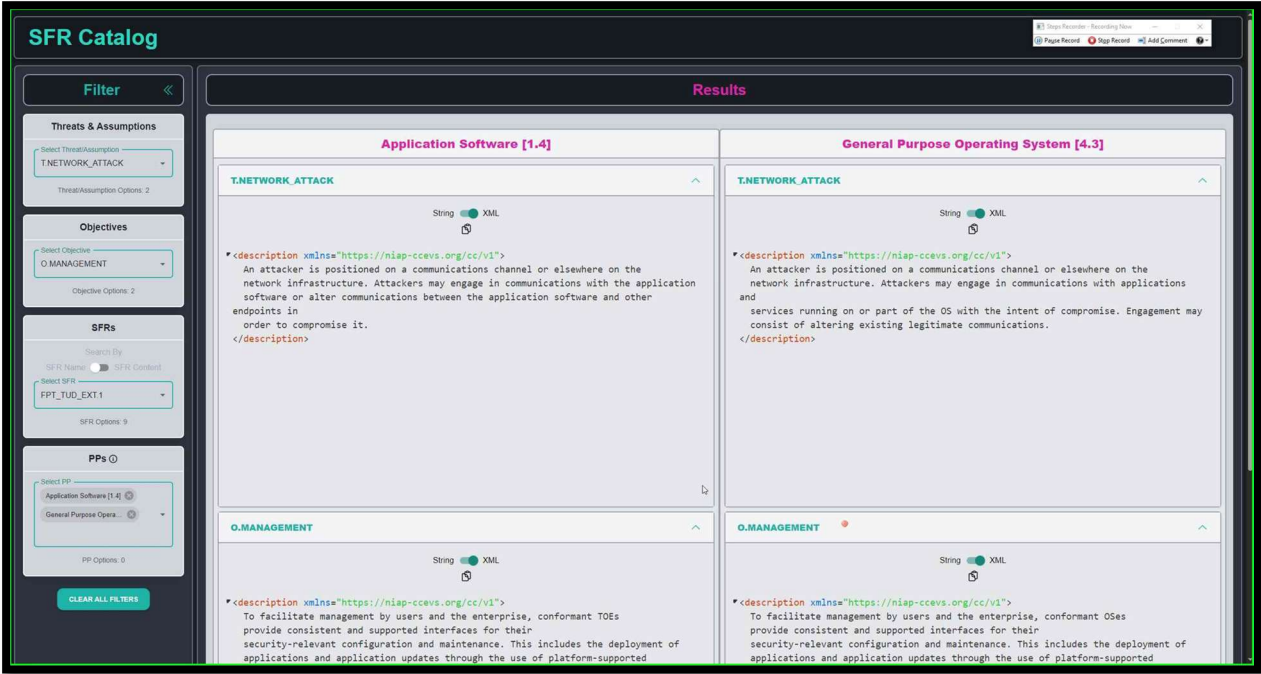 SFR Catalog
Steps Recorder - Recording Now
Pause Record Stop Record Add Comment
Filter
Results
Threats & Assumptions
Select Threat/Assumption
T.NETWORK_ATTACK
Threat/Assumption Options: 2
Objectives
Select Objective
O.MANAGEMENT
Objective Options: 2
SFRs
Search By
SFR Name SFR Content
Select SFR
FPT_TUD_EXT.1
SFR Options: 9
PPs
Select PP
Application Software [1.4]
General Purpose Opera...
PP Options: 0
CLEAR ALL FILTERS
Application Software [1.4]
T.NETWORK_ATTACK
String XML
<description xmlns="https://niap-ccevs.org/cc/v1">
An attacker is positioned on a communications channel or elsewhere on the
network infrastructure. Attackers may engage in communications with the application
software or alter communications between the application software and other
endpoints in
order to compromise it.
</description>
O.MANAGEMENT
String XML
<description xmlns="https://niap-ccevs.org/cc/v1">
To facilitate management by users and the enterprise, conformant TOEs
provide consistent and supported interfaces for their
security-relevant configuration and maintenance. This includes the deployment of
applications and application updates through the use of platform-supported
General Purpose Operating System [4.3]
T.NETWORK_ATTACK
String XML
<description xmlns="https://niap-ccevs.org/cc/v1">
An attacker is positioned on a communications channel or elsewhere on the
network infrastructure. Attackers may engage in communications with applications
and
services running on or part of the OS with the intent of compromise. Engagement may
consist of altering existing legitimate communications.
</description>
O.MANAGEMENT
String XML
<description xmlns="https://niap-ccevs.org/cc/v1">
To facilitate management by users and the enterprise, conformant OSes
provide consistent and supported interfaces for their
security-relevant configuration and maintenance. This includes the deployment of
applications and application updates through the use of platform-supported